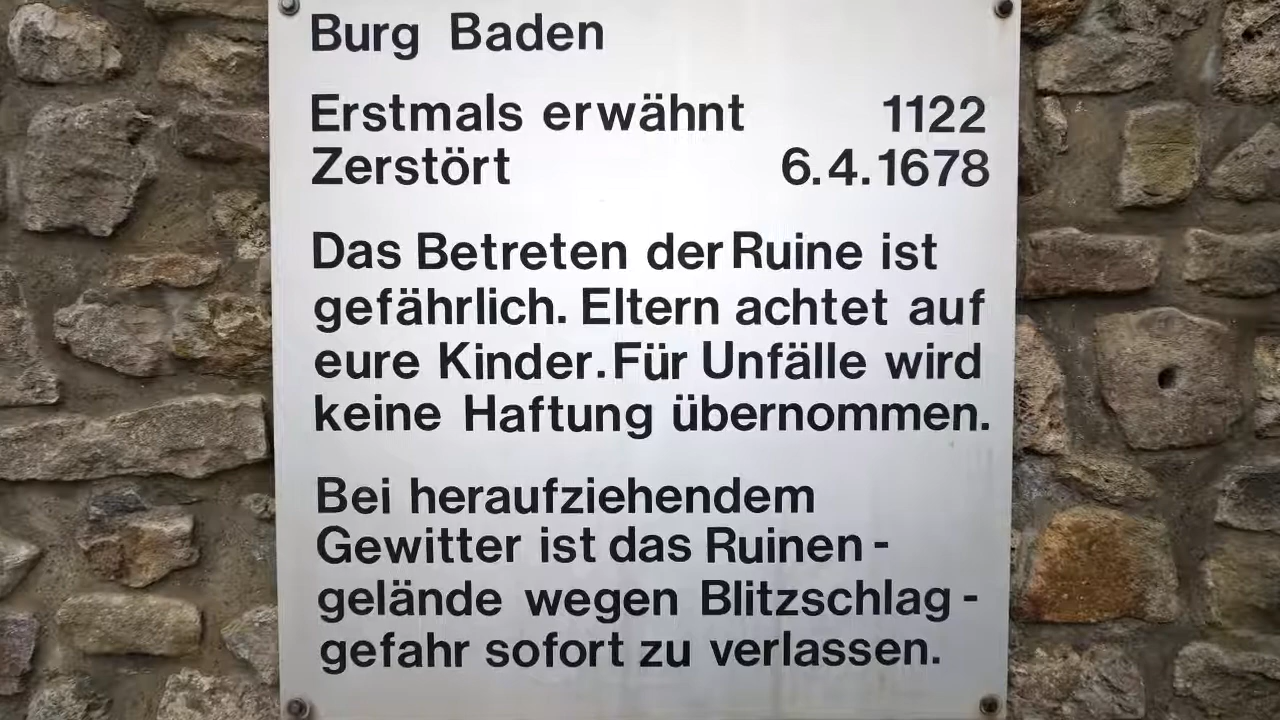 Burg Baden
Erstmals erwähnt 1122
Zerstört 6.4.1678
Das Betreten der Ruine ist
gefährlich. Eltern achtet auf
eure Kinder. Für Unfälle wird
keine Haftung übernommen.
Bei heraufziehendem
Gewitter ist das Ruinen-
gelände wegen Blitzschlag-
gefahr sofort zu verlassen.